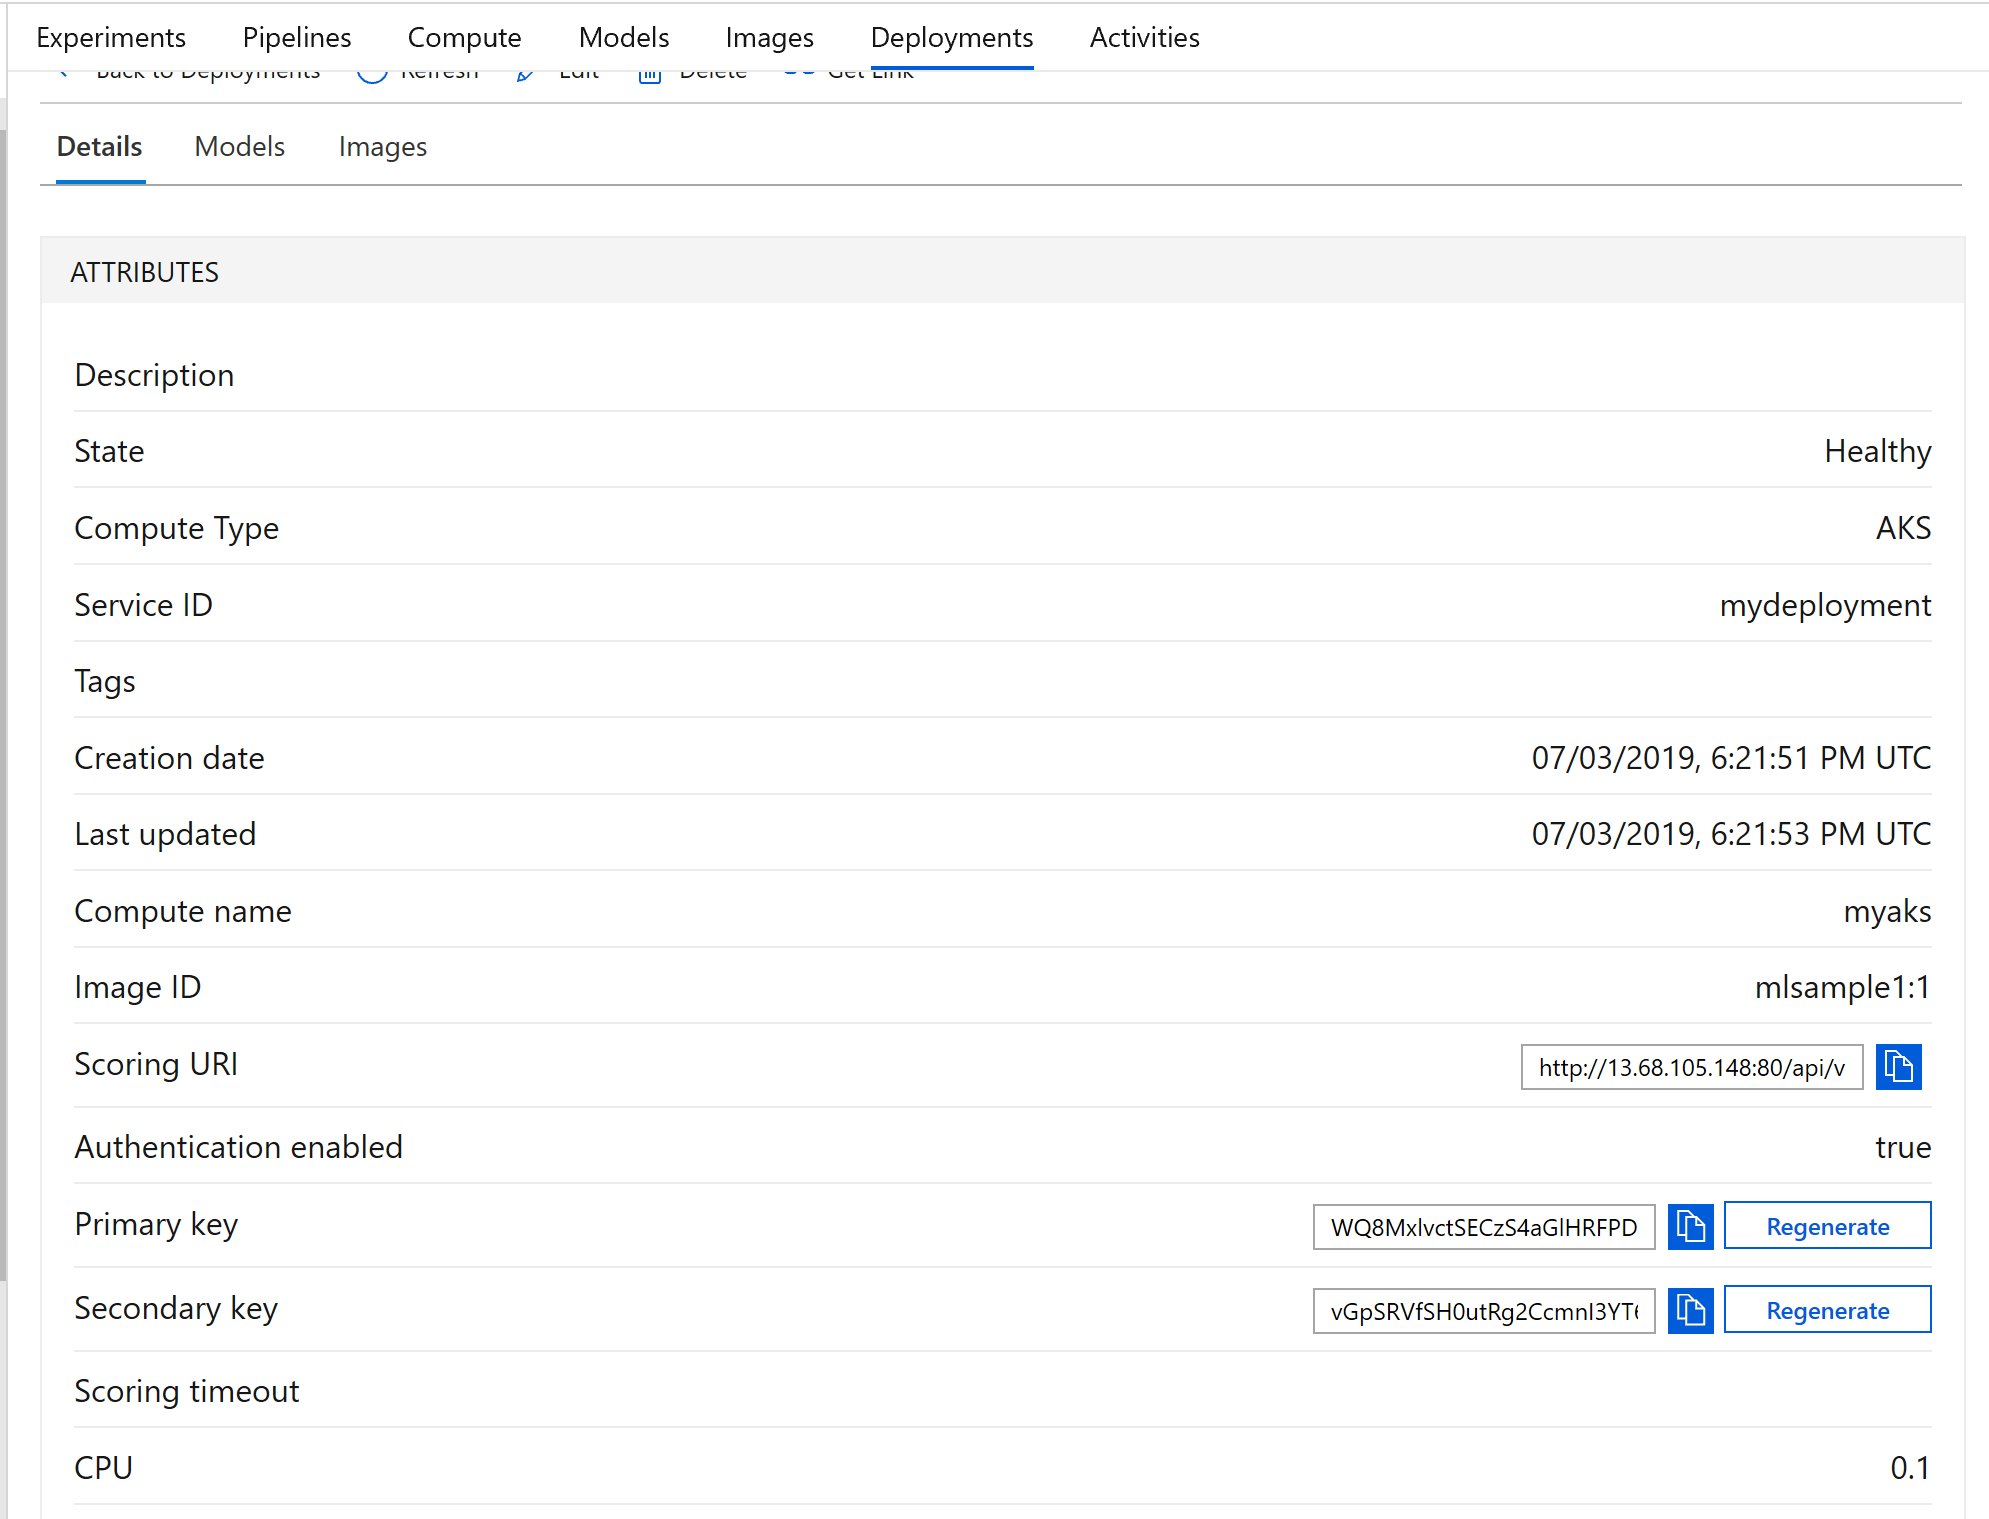 Experiments Pipelines Compute Models Images Deployments Activities
Back to Deployments Refresh Edit Delete Get Link
Details Models Images
ATTRIBUTES
Description
State Healthy
Compute Type AKS
Service ID mydeployment
Tags
Creation date 07/03/2019, 6:21:51 PM UTC
Last updated 07/03/2019, 6:21:53 PM UTC
Compute name myaks
Image ID mlsample1:1
Scoring URI http://13.68.105.148:80/api/v
Authentication enabled true
Primary key WQ8MxlvctSECzS4aGlHRFPD Regenerate
Secondary key vGpSRVfSH0utRg2CcmnI3YT6 Regenerate
Scoring timeout
CPU 0.1